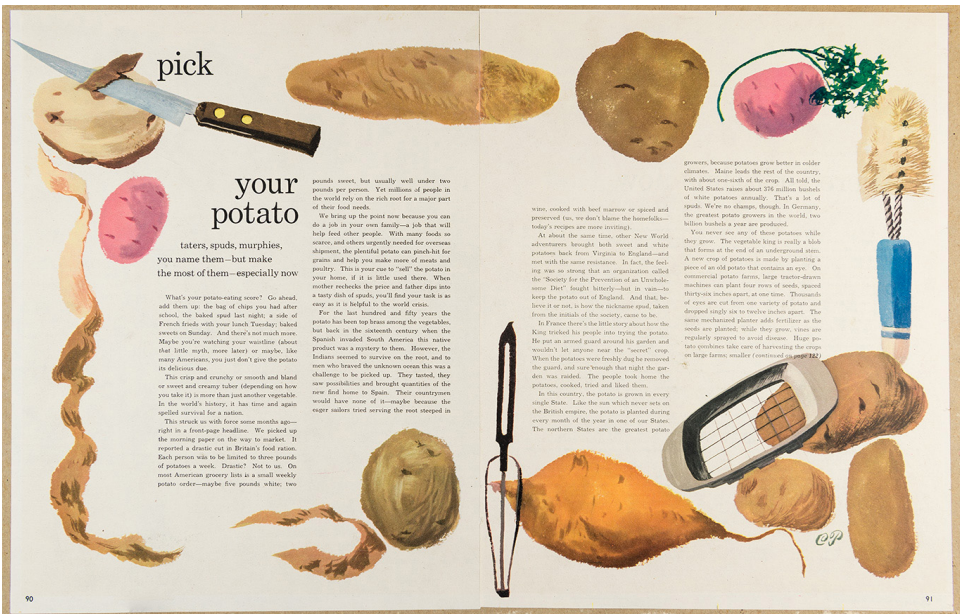 pick
your
potato
taters, spuds, murphies,
you name them—but make
the most of them—especially now
What's your potato-eating score? Go ahead,
add them up: the bag of chips you had after
school, the baked spud last night; a side of
French fries with your lunch Tuesday; baked
sweets on Sunday. And there's not much more.
Maybe you're watching your waistline (about
that little myth, more later) or maybe, like
many Americans, you just don't give the potato
its delicious due.
This crisp and crunchy or smooth and bland
or sweet and creamy tuber (depending on how
you take it) is more than just another vegetable.
In the world's history, it has time and again
spelled survival for a nation.
This struck us with force some months ago—
right in a front-page headline. We picked up
the morning paper on the way to market. It
reported a drastic cut in Britain's food ration.
Each person was to be limited to three pounds
of potatoes a week. Drastic? Not to us. On
most American grocery lists is a small weekly
potato order—maybe five pounds white; two
pounds sweet, but usually well under two
pounds per person. Yet millions of people in
the world rely on the rich root for a major part
of their food needs.
We bring up the point now because you can
do a job in your own family—a job that will
help feed other people. With many foods so
scarce, and others urgently needed for overseas
shipment, the plentiful potato can pinch-hit for
grains and help you make more of meats and
poultry. This is your cue to "sell" the potato in
your home, if it is little used there. When
mother rechecks the price and father dips into
a tasty dish of spuds, you'll find your task is as
easy as it is helpful to the world crisis.
For the last hundred and fifty years the
potato has been top brass among the vegetables,
but back in the sixteenth century when the
Spanish invaded South America this native
product was a mystery to them. However, the
Indians seemed to survive on the root, and to
men who braved the unknown ocean this was a
challenge to be picked up. They tasted, they
saw possibilities and brought quantities of the
new find home to Spain. Their countrymen
would have none of it—maybe because the
eager sailors tried serving the root steeped in
wine, cooked with beef marrow or spiced and
preserved (so, we don't blame the homefolks—
today's recipes are more inviting).
At about the same time, other New World
adventurers brought both sweet and white
potatoes back from Virginia to England—and
met with the same resistance. In fact, the feel-
ing was so strong that an organization called
the "Society for the Prevention of an Unwhole-
some Diet" fought bitterly—but in vain—to
keep the potato out of England. And that, be-
lieve it or not, is how the nickname spud, taken
from the initials of the society, came to be.
In France there's the little story about how the
King tricked his people into trying the potato.
He put an armed guard around his garden and
wouldn't let anyone near the "secret" crop.
When the potatoes were freshly dug he removed
the guard, and sure enough that night the gar-
den was raided. The people took home the
potatoes, cooked, tried and liked them.
In this country, the potato is grown in every
single State. Like the sun which never sets on
the British empire, the potato is planted during
every month of the year in one of our States.
The northern States are the greatest potato
growers, because potatoes grow better in colder
climates. Maine leads the rest of the country,
with about one-sixth of the crop. All told, the
United States raises about 376 million bushels
of white potatoes annually. That's a lot of
spuds. We're no champs, though. In Germany,
the greatest potato growers in the world, two
billion bushels a year are produced.
You never see any of these potatoes while
they grow. The vegetable king is really a blob
that forms at the end of an underground stem.
A new crop of potatoes is made by planting a
piece of an old potato that contains an eye. On
commercial potato farms, large tractor-drawn
machines can plant four rows of seeds, spaced
thirty-six inches apart, at one time. Thousands
of eyes are cut from one variety of potato and
dropped singly six to twelve inches apart. The
same mechanized planter adds fertilizer as the
seeds are planted; while they grow, vines are
regularly sprayed to avoid disease. Huge po-
tato combines take care of harvesting the crops
on large farms; smaller (continued on page 122)
CP
90
91